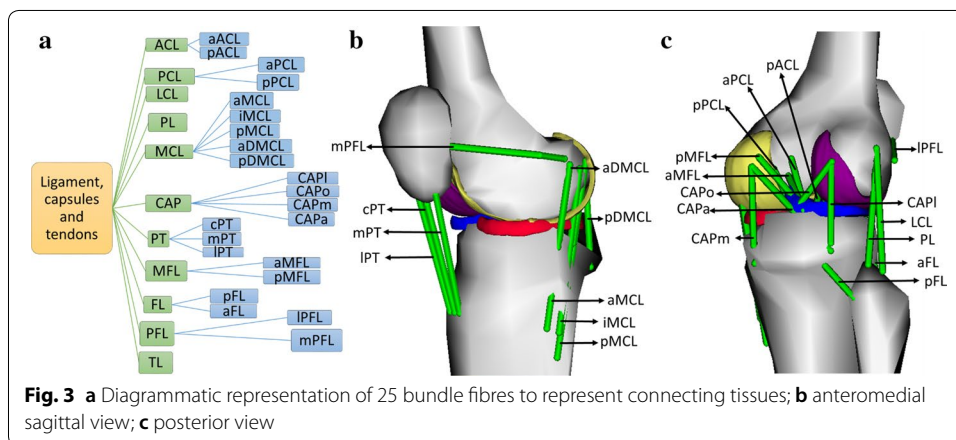 a
Ligament,
capsules
and
tendons
ACL
aACL
pACL
PCL
aPCL
pPCL
LCL
PL
MCL
aMCL
iMCL
pMCL
aDMCL
pDMCL
CAP
CAPl
CAPo
CAPm
CAPa
PT
cPT
mPT
lPT
MFL
aMFL
pMFL
FL
pFL
aFL
PFL
lPFL
mPFL
TL
b
mPFL
cPT
mPT
lPT
aDMCL
pDMCL
aMCL
iMCL
pMCL
c
pACL
aPCL
pPCL
pMFL
aMFL
CAPo
CAPa
CAPm
lPFL
CAPl
LCL
PL
aFL
pFL
Fig. 3 a Diagrammatic representation of 25 bundle fibres to represent connecting tissues; b anteromedial
sagittal view; c posterior view